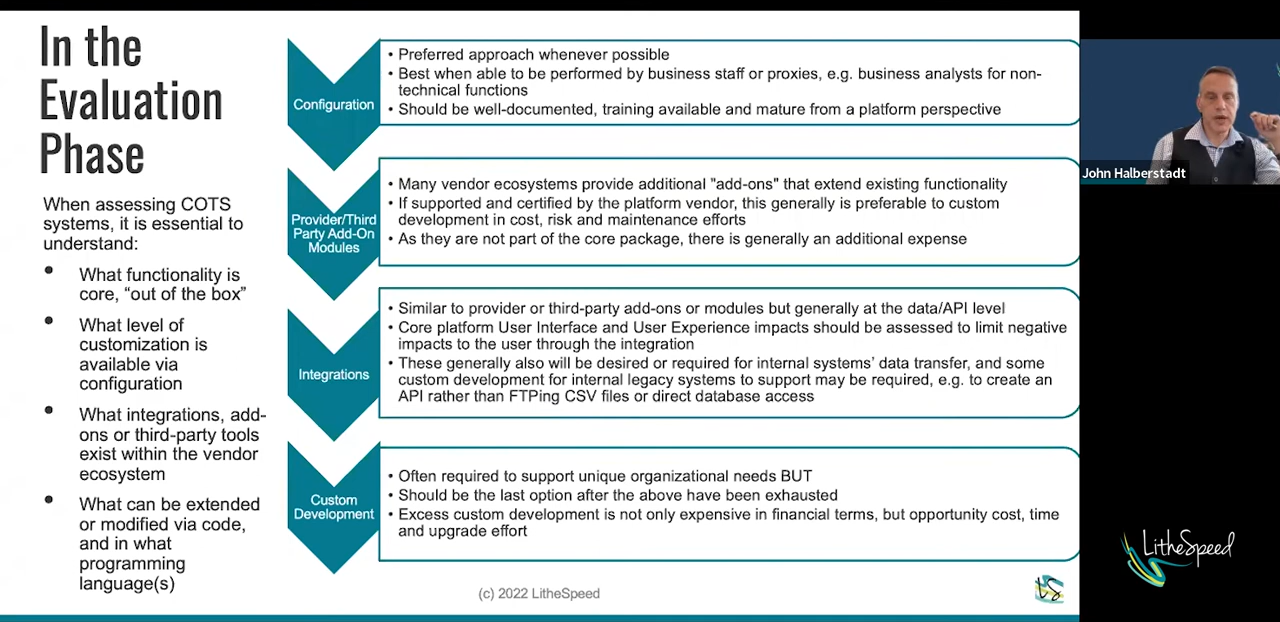 In the
Evaluation
Phase
When assessing COTS
systems, it is essential to
understand:
• What functionality is
core, “out of the box”
• What level of
customization is
available via
configuration
• What integrations, add-
ons or third-party tools
exist within the vendor
ecosystem
• What can be extended
or modified via code,
and in what
programming
language(s)
Configuration
• Preferred approach whenever possible
• Best when able to be performed by business staff or proxies, e.g. business analysts for non-
technical functions
• Should be well-documented, training available and mature from a platform perspective
Provider/Third
Party Add-On
Modules
• Many vendor ecosystems provide additional "add-ons" that extend existing functionality
• If supported and certified by the platform vendor, this generally is preferable to custom
development in cost, risk and maintenance efforts
• As they are not part of the core package, there is generally an additional expense
Integrations
• Similar to provider or third-party add-ons or modules but generally at the data/API level
• Core platform User Interface and User Experience impacts should be assessed to limit negative
impacts to the user through the integration
• These generally also will be desired or required for internal systems’ data transfer, and some
custom development for internal legacy systems to support may be required, e.g. to create an
API rather than FTPing CSV files or direct database access
Custom
Development
• Often required to support unique organizational needs BUT
• Should be the last option after the above have been exhausted
• Excess custom development is not only expensive in financial terms, but opportunity cost, time
and upgrade effort
(c) 2022 LitheSpeed
LS
John Halberstadt
LitheSpeed